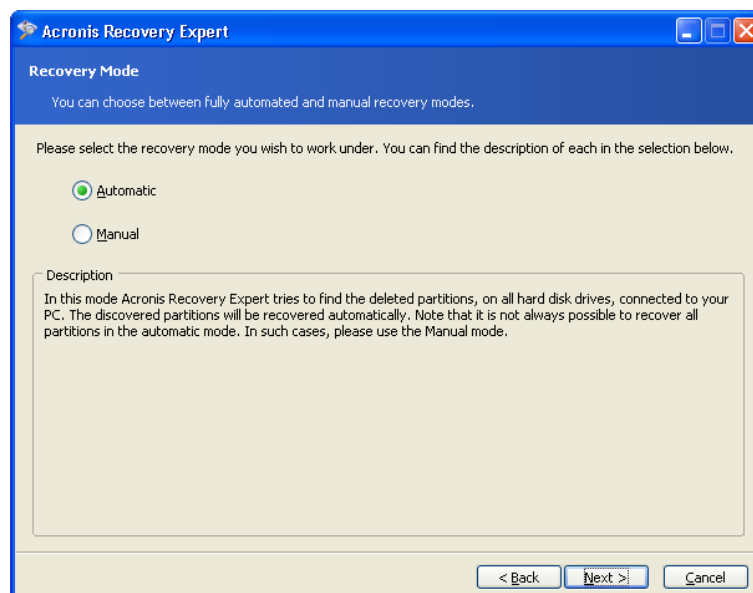 Acronis Recovery Expert
Recovery Mode
You can choose between fully automated and manual recovery modes.
Please select the recovery mode you wish to work under. You can find the description of each in the selection below.
Automatic
Manual
Description
In this mode Acronis Recovery Expert tries to find the deleted partitions, on all hard disk drives, connected to your
PC. The discovered partitions will be recovered automatically. Note that it is not always possible to recover all
partitions in the automatic mode. In such cases, please use the Manual mode.
< Back Next > Cancel